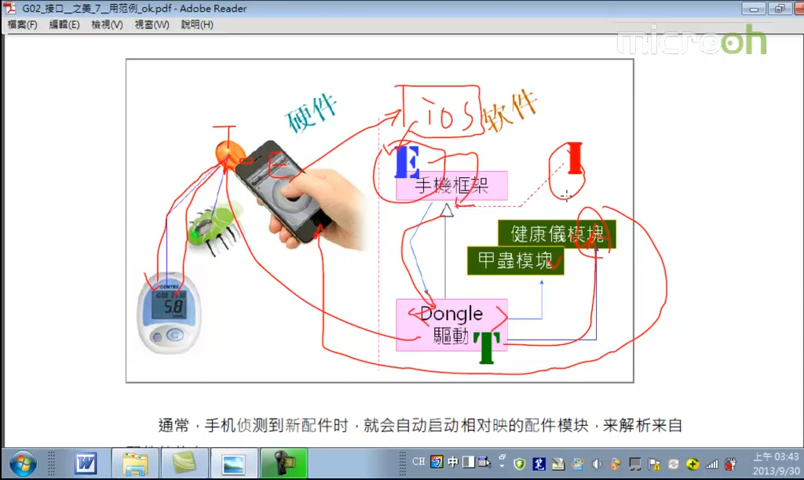 G02_接口__之美_7__用范例_ok.pdf - Adobe Reader
檔案(F) 編輯(E) 檢視(V) 視窗(W) 說明(H)
microoh
硬件
iOS
软件
T
E
E
I
手機框架
健康儀模塊
甲蟲模塊
5.8
Dongle
驅動
T
通常，手机侦测到新配件时，就会自动启动相对映的配件模块，来解析来自
CH
中
上午 03:43
2013/9/30